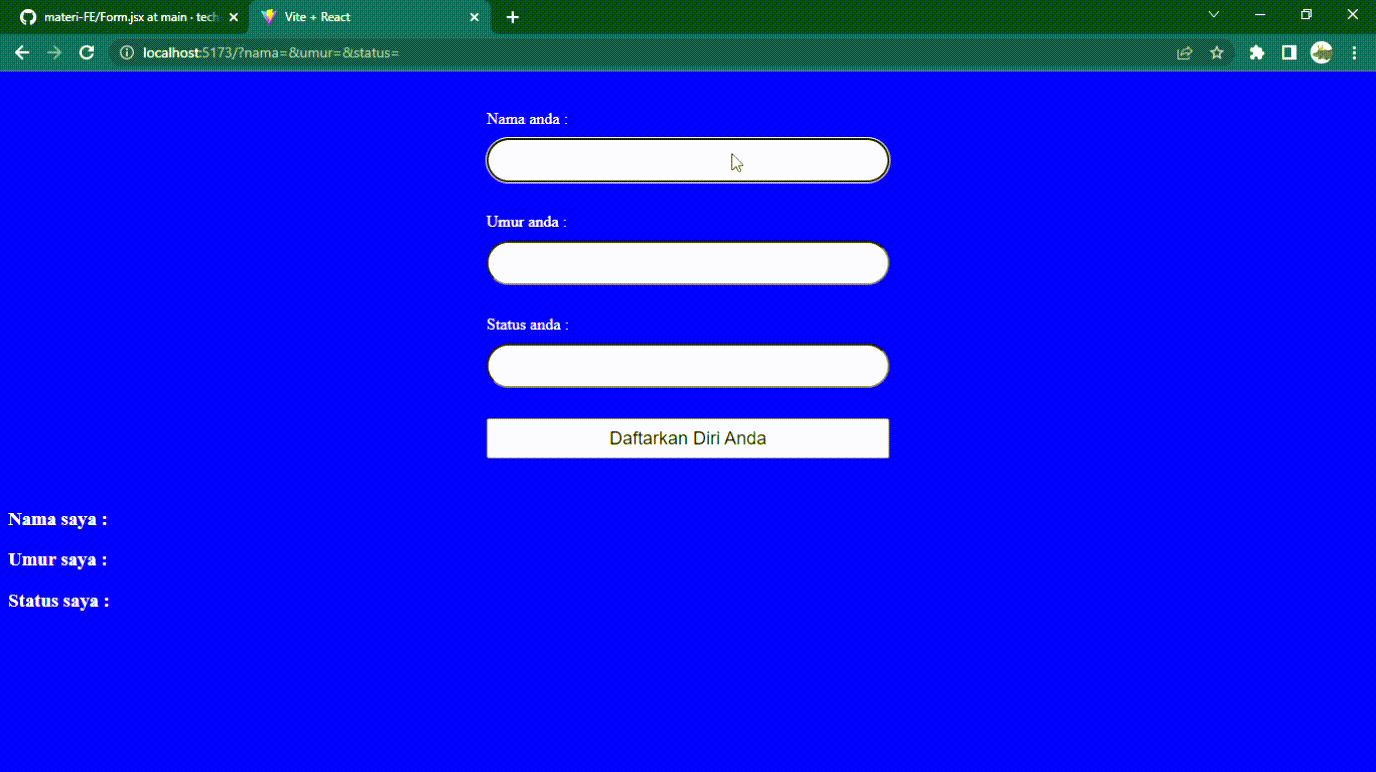 materi-FE/Form.jsx at main · tech
Vite + React
localhost:5173/?nama=&umur=&status=
Nama anda :
Umur anda :
Status anda :
Daftarkan Diri Anda
Nama saya :
Umur saya :
Status saya :